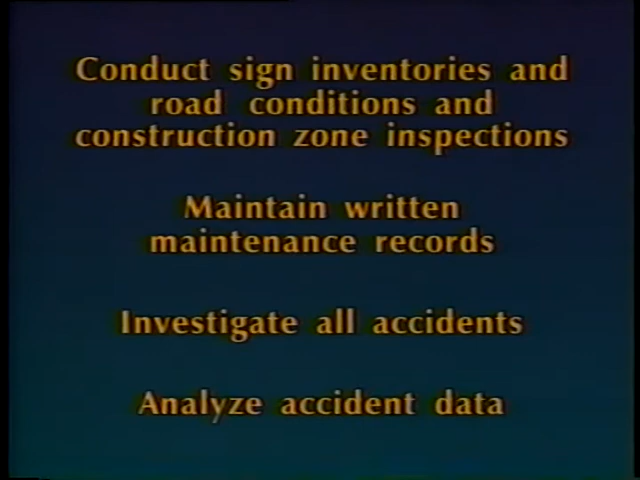 Conduct sign inventories and
road conditions and
construction zone inspections
Maintain written
maintenance records
Investigate all accidents
Analyze accident data